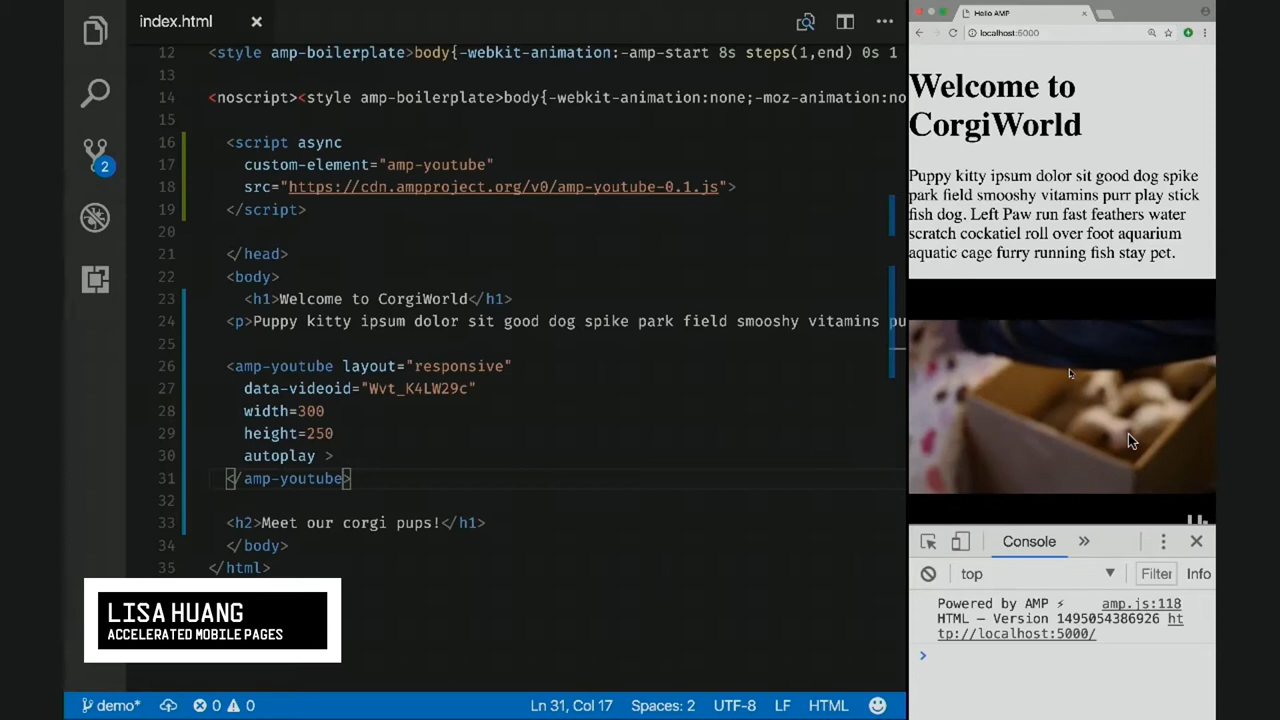 index.html
12 <style amp-boilerplate>body{-webkit-animation:-amp-start 8s steps(1,end) 0s 1
13
14 <noscript><style amp-boilerplate>body{-webkit-animation:none;-moz-animation:no
15
16 <script async
17 custom-element="amp-youtube"
18 src="https://cdn.ampproject.org/v0/amp-youtube-0.1.js">
19 </script>
20
21 </head>
22 <body>
23 <h1>Welcome to CorgiWorld</h1>
24 <p>Puppy kitty ipsum dolor sit good dog spike park field smooshy vitamins pu
25
26 <amp-youtube layout="responsive"
27 data-videoid="Wvt_K4LW29c"
28 width=300
29 height=250
30 autoplay >
31 </amp-youtube>
32
33 <h2>Meet our corgi pups!</h1>
34 </body>
35 </html>
2
LISA HUANG
ACCELERATED MOBILE PAGES
demo* 0 0 Ln 31, Col 17 Spaces: 2 UTF-8 LF HTML
Hello AMP
localhost:5000
Welcome to
CorgiWorld
Puppy kitty ipsum dolor sit good dog spike
park field smooshy vitamins purr play stick
fish dog. Left Paw run fast feathers water
scratch cockatiel roll over foot aquarium
aquatic cage furry running fish stay pet.
Console
top Filter Info
Powered by AMP ⚡ amp.js:118
HTML – Version 1495054386926 ht
tp://localhost:5000/